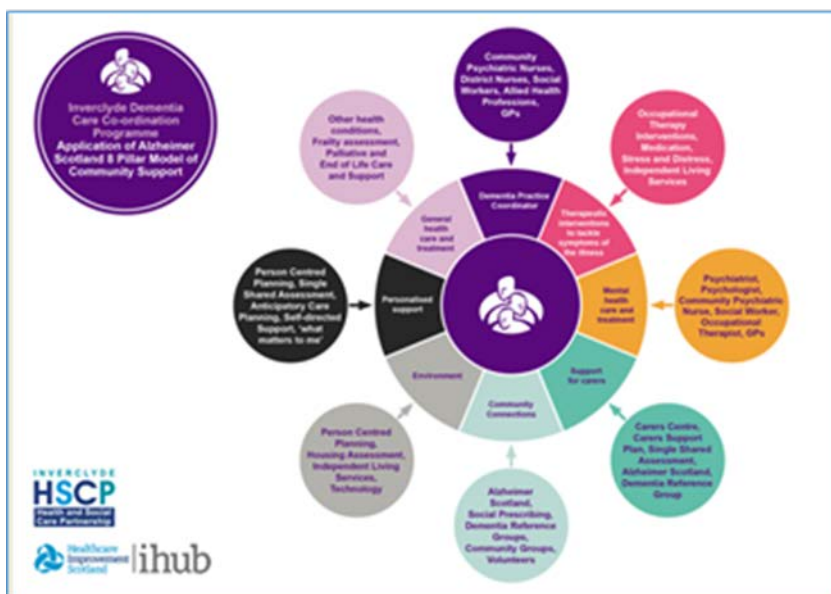 Inverclyde Dementia
Care Co-ordination
Programme
Application of Alzheimer
Scotland 8 Pillar Model of
Community Support
Community
Psychiatric Nurses,
District Nurses, Social
Workers, Allied Health
Professions,
GPs
Occupational
Therapy
Interventions,
Medication,
Stress and Distress,
Independent Living
Services
Psychiatrist,
Psychologist,
Community Psychiatric
Nurse, Social Worker,
Occupational
Therapist, GPs
Carers Centre,
Carers Support
Plan, Single Shared
Assessment,
Alzheimer Scotland,
Dementia Reference
Group
Alzheimer
Scotland,
Social Prescribing,
Dementia Reference
Groups,
Community Groups,
Volunteers
Person Centred
Planning,
Housing Assessment,
Independent Living
Services,
Technology
Person Centred
Planning, Single
Shared Assessment,
Anticipatory Care
Planning, Self-directed
Support, 'what
matters to me'
Other health
conditions,
Frailty assessment,
Palliative and
End of Life Care
and Support
Dementia Practice
Coordinator
Therapeutic
interventions
to tackle
symptoms of
the illness
Mental
health
care and
treatment
Support
for carers
Community
Connections
Environment
Personalised
support
General
health
care and
treatment
INVERCLYDE
HSCP
Health and Social
Care Partnership
Healthcare
Improvement
Scotland
ihub